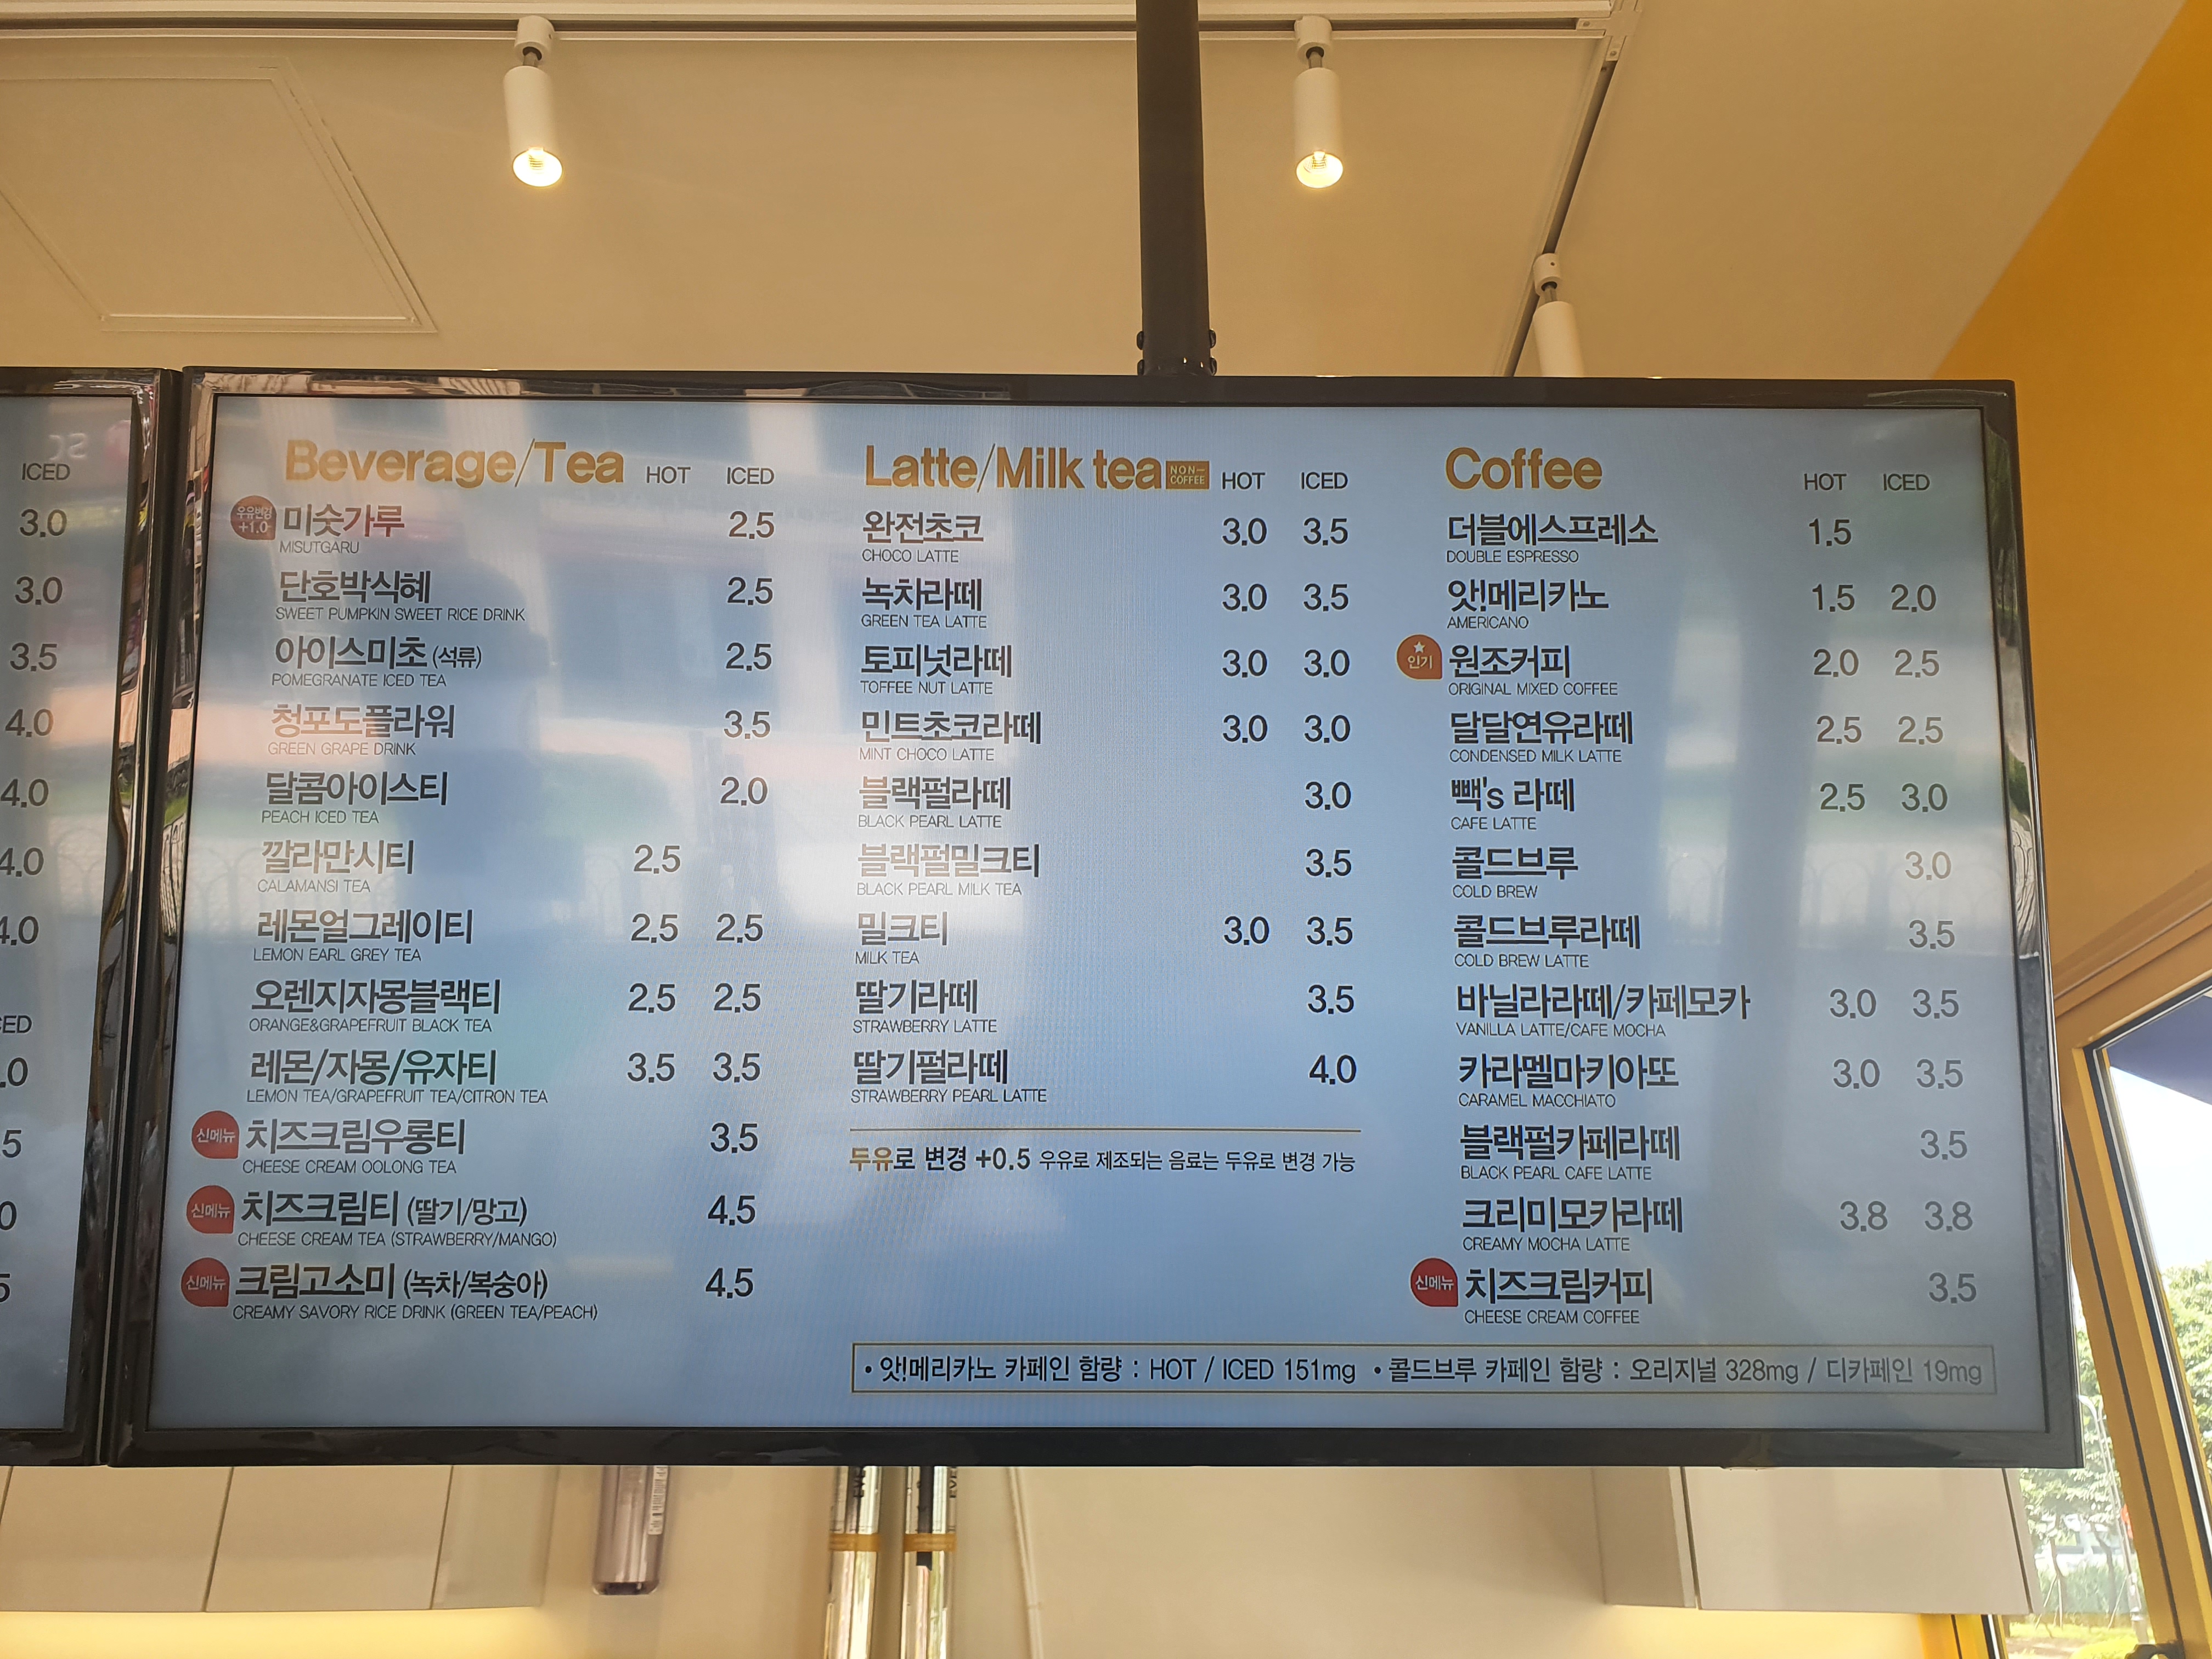 ICED
3.0
3.0
3.5
4.0
4.0
4.0
4.0
Beverage/Tea HOT ICED
우유변경 +1.0 미숫가루 2.5
MISUTGARU
단호박식혜 2.5
SWEET PUMPKIN SWEET RICE DRINK
아이스미초 (석류) 2.5
POMEGRANATE ICED TEA
청포도플라워 3.5
GREEN GRAPE DRINK
달콤아이스티 2.0
PEACH ICED TEA
깔라만시티 2.5
CALAMANSI TEA
레몬얼그레이티 2.5 2.5
LEMON EARL GREY TEA
오렌지자몽블랙티 2.5 2.5
ORANGE&GRAPEFRUIT BLACK TEA
레몬/자몽/유자티 3.5 3.5
LEMON TEA/GRAPEFRUIT TEA/CITRON TEA
신메뉴 치즈크림우롱티 3.5
CHEESE CREAM OOLONG TEA
신메뉴 치즈크림티 (딸기/망고) 4.5
CHEESE CREAM TEA (STRAWBERRY/MANGO)
신메뉴 크림고소미 (녹차/복숭아) 4.5
CREAMY SAVORY RICE DRINK (GREEN TEA/PEACH)
Latte/Milk tea NON-COFFEE HOT ICED
완전초코 3.0 3.5
CHOCO LATTE
녹차라떼 3.0 3.5
GREEN TEA LATTE
토피넛라떼 3.0 3.0
TOFFEE NUT LATTE
민트초코라떼 3.0 3.0
MINT CHOCO LATTE
블랙펄라떼 3.0
BLACK PEARL LATTE
블랙펄밀크티 3.5
BLACK PEARL MILK TEA
밀크티 3.0 3.5
MILK TEA
딸기라떼 3.5
STRAWBERRY LATTE
딸기펄라떼 4.0
STRAWBERRY PEARL LATTE
두유로 변경 +0.5 우유로 제조되는 음료는 두유로 변경 가능
Coffee HOT ICED
더블에스프레소 1.5
DOUBLE ESPRESSO
앗!메리카노 1.5 2.0
AMERICANO
인기 원조커피 2.0 2.5
ORIGINAL MIXED COFFEE
달달연유라떼 2.5 2.5
CONDENSED MILK LATTE
빽's 라떼 2.5 3.0
CAFE LATTE
콜드브루 3.0
COLD BREW
콜드브루라떼 3.5
COLD BREW LATTE
바닐라라떼/카페모카 3.0 3.5
VANILLA LATTE/CAFE MOCHA
카라멜마키아또 3.0 3.5
CARAMEL MACCHIATO
블랙펄카페라떼 3.5
BLACK PEARL CAFE LATTE
크리미모카라떼 3.8 3.8
CREAMY MOCHA LATTE
신메뉴 치즈크림커피 3.5
CHEESE CREAM COFFEE
• 앗!메리카노 카페인 함량 : HOT / ICED 151mg • 콜드브루 카페인 함량 : 오리지널 328mg / 디카페인 19mg